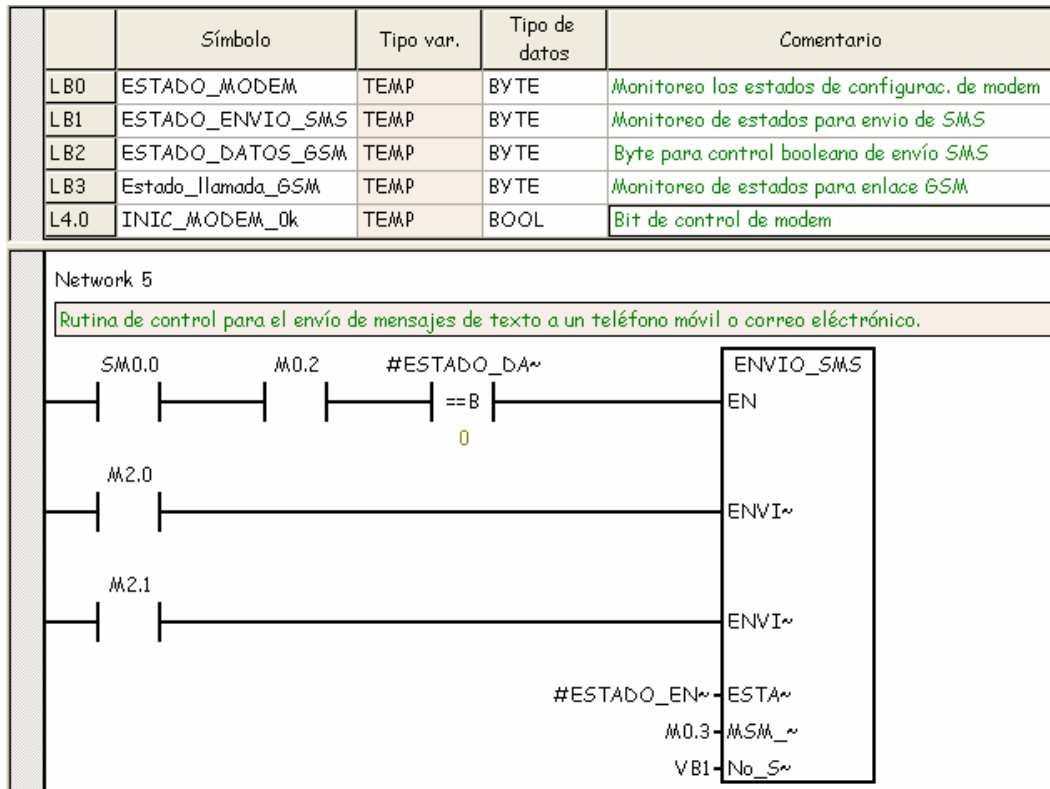 Símbolo Tipo var. Tipo de datos Comentario
LB0 ESTADO_MODEM TEMP BYTE Monitoreo los estados de configurac. de modem
LB1 ESTADO_ENVIO_SMS TEMP BYTE Monitoreo de estados para envio de SMS
LB2 ESTADO_DATOS_GSM TEMP BYTE Byte para control booleano de envío SMS
LB3 Estado_llamada_GSM TEMP BYTE Monitoreo de estados para enlace GSM
L4.0 INIC_MODEM_0k TEMP BOOL Bit de control de modem
Network 5
Rutina de control para el envío de mensajes de texto a un teléfono móvil o correo eléctrónico.
SM0.0 M0.2 #ESTADO_DA~ ENVIO_SMS
==B EN
0
M2.0
ENVI~
M2.1
ENVI~
#ESTADO_EN~ ESTA~
M0.3 MSM_~
VB1 No_S~